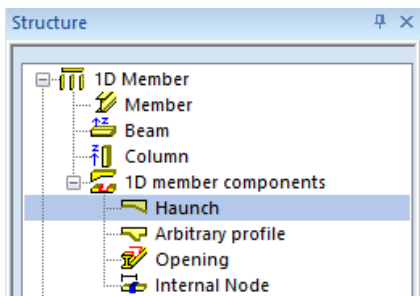 Structure
1D Member
Member
Beam
Column
1D member components
Haunch
Arbitrary profile
Opening
Internal Node